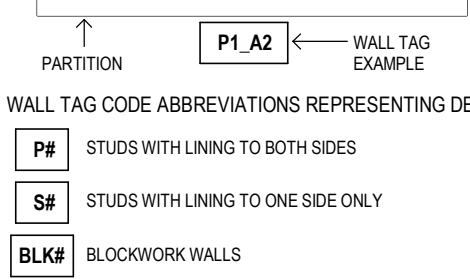 P1_A2
WALL TAG
PARTITION
EXAMPLE
WALL TAG CODE ABBREVIATIONS REPRESENTING DE
P# STUDS WITH LINING TO BOTH SIDES
S# STUDS WITH LINING TO ONE SIDE ONLY
BLK# BLOCKWORK WALLS